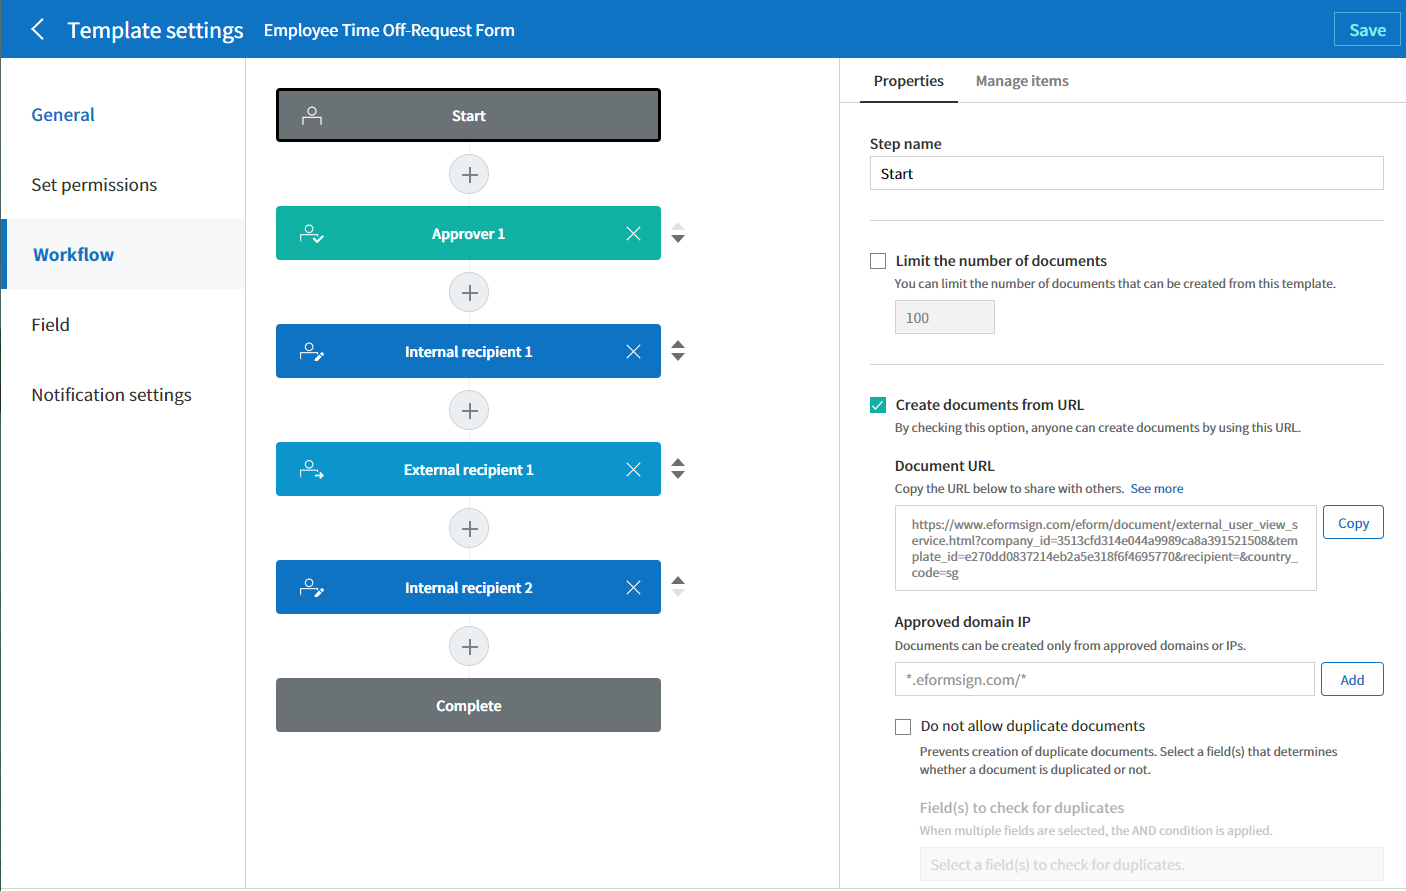 Template settings
Employee Time Off-Request Form
Save
General
Set permissions
Workflow
Field
Notification settings
Start
Approver 1
Internal recipient 1
External recipient 1
Internal recipient 2
Complete
Properties
Manage items
Step name
Start
Limit the number of documents
You can limit the number of documents that can be created from this template.
100
Create documents from URL
By checking this option, anyone can create documents by using this URL.
Document URL
Copy the URL below to share with others. See more
https://www.eformsign.com/eform/document/external_user_view_s
ervice.html?company_id=3513cfd314e044a9989ca8a391521508&tem
plate_id=e270dd0837214eb2a5e318f6f4695770&recipient=&country_
code=sg
Copy
Approved domain IP
Documents can be created only from approved domains or IPs.
*.eformsign.com/*
Add
Do not allow duplicate documents
Prevents creation of duplicate documents. Select a field(s) that determines
whether a document is duplicated or not.
Field(s) to check for duplicates
When multiple fields are selected, the AND condition is applied.
Select a field(s) to check for duplicates.